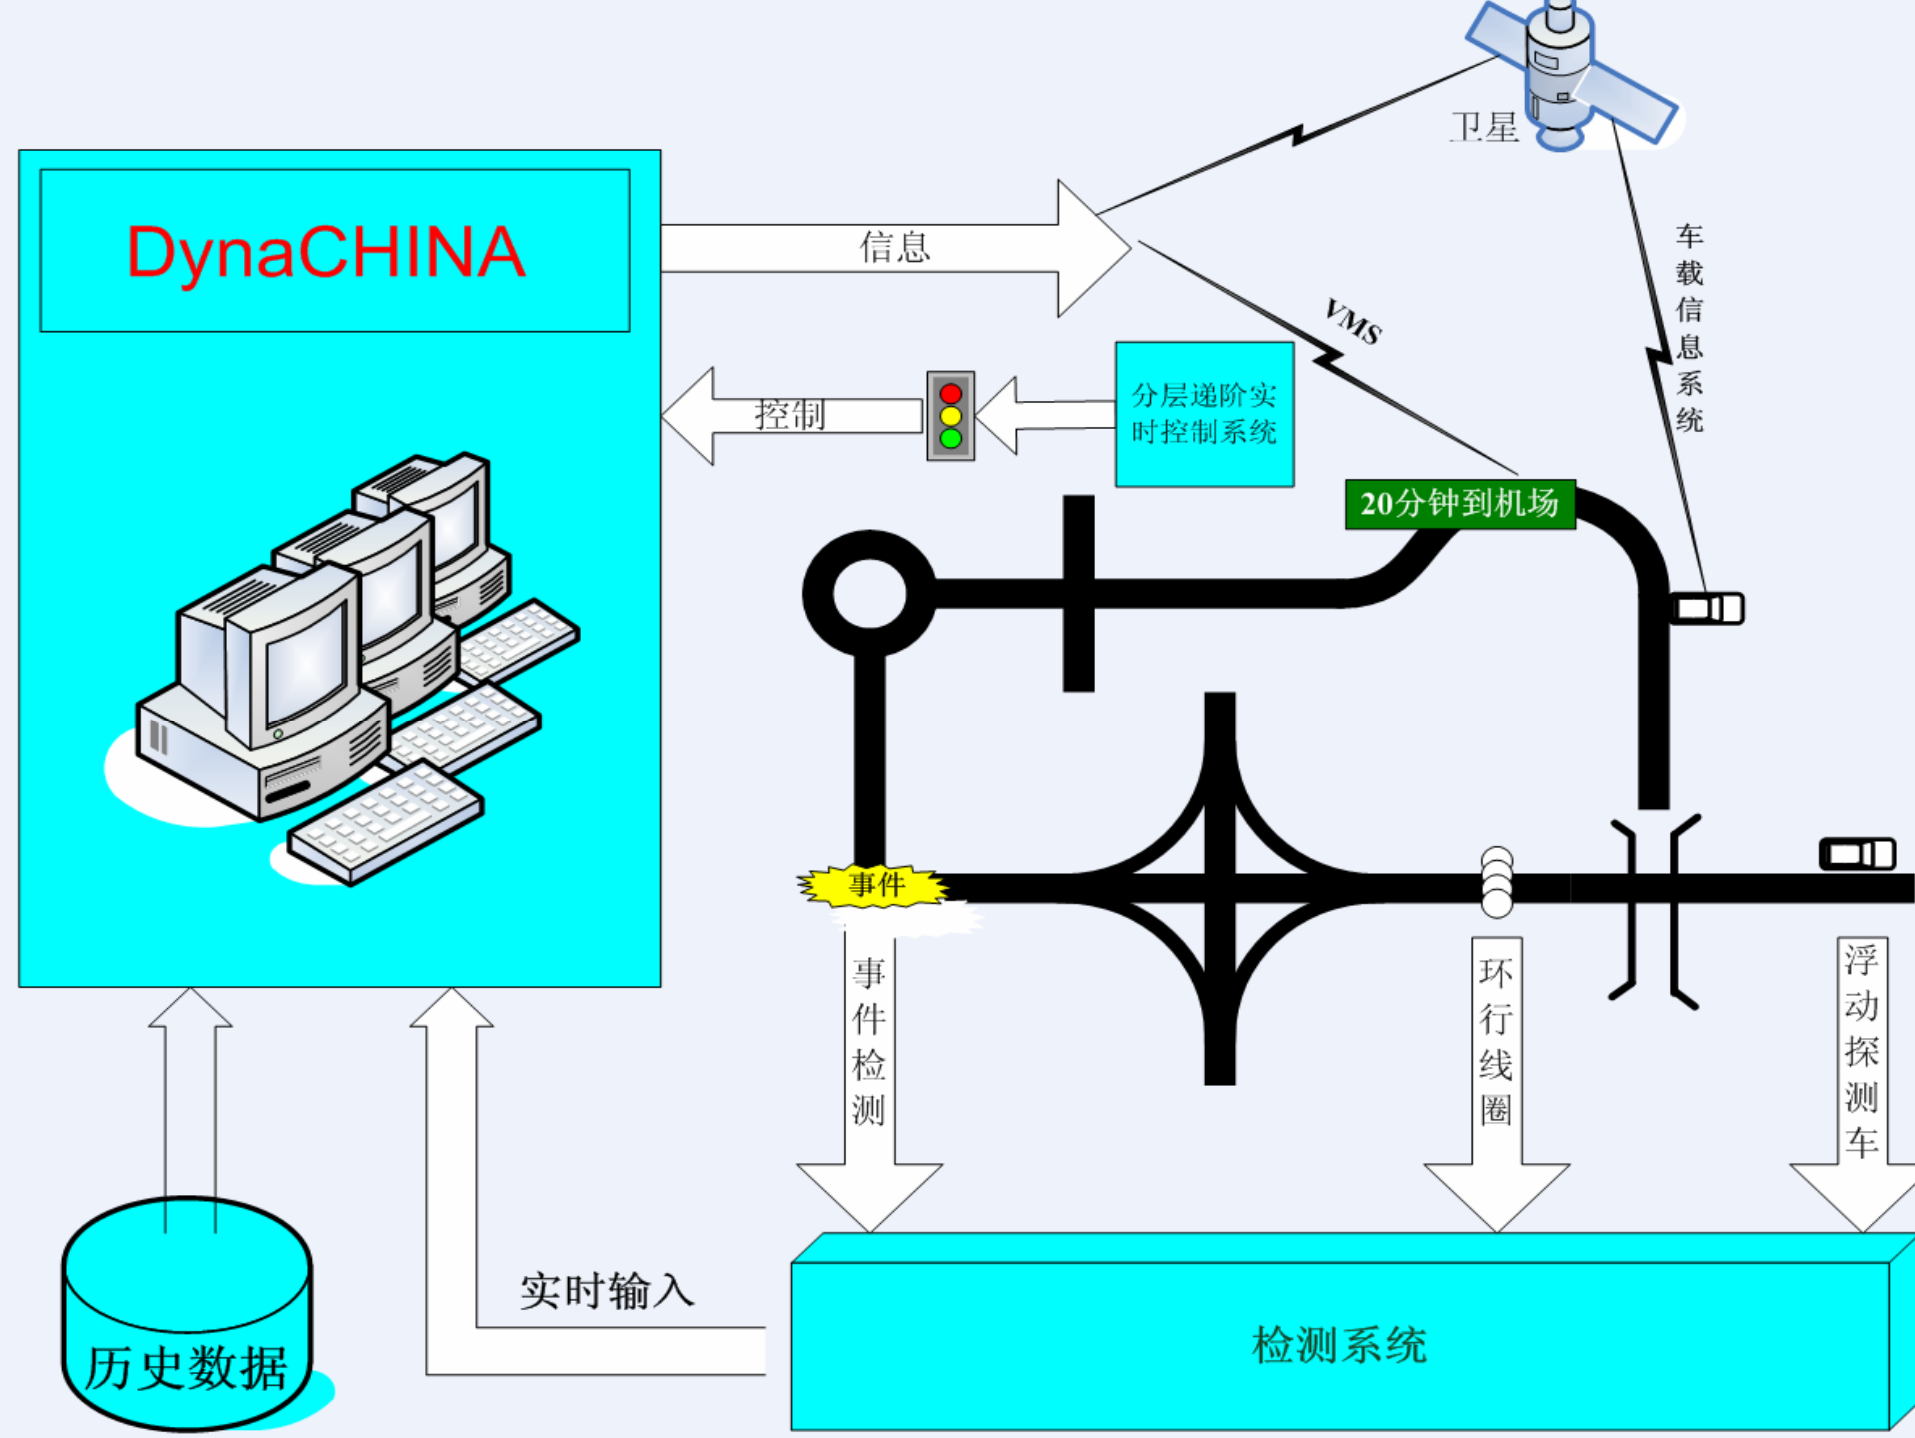 卫星
DynaCHINA
信息
车载信息系统
VMS
分层递阶实
时控制系统
控制
20分钟到机场
事件
事件检测
环行线圈
浮动探测车
实时输入
检测系统
历史数据